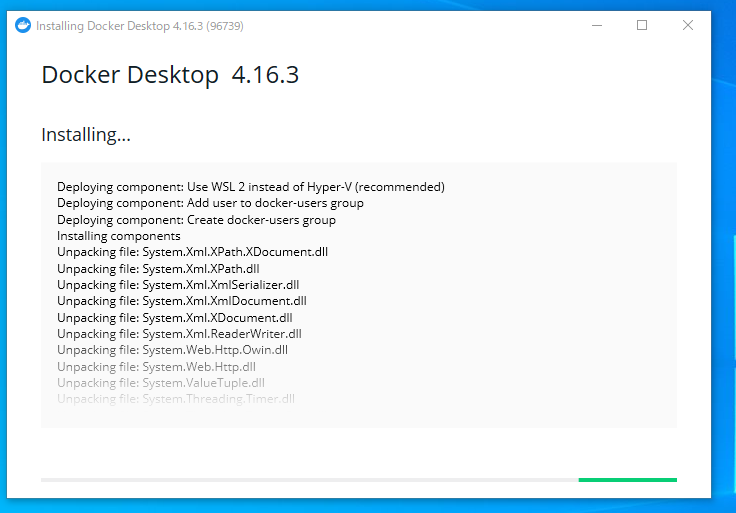 Installing Docker Desktop 4.16.3 (96739)
Docker Desktop 4.16.3
Installing...
Deploying component: Use WSL 2 instead of Hyper-V (recommended)
Deploying component: Add user to docker-users group
Deploying component: Create docker-users group
Installing components
Unpacking file: System.Xml.XPath.XDocument.dll
Unpacking file: System.Xml.XPath.dll
Unpacking file: System.Xml.XmlSerializer.dll
Unpacking file: System.Xml.XmlDocument.dll
Unpacking file: System.Xml.XDocument.dll
Unpacking file: System.Xml.ReaderWriter.dll
Unpacking file: System.Web.Http.Owin.dll
Unpacking file: System.Web.Http.dll
Unpacking file: System.ValueTuple.dll
Unpacking file: System.Threading.Timer.dll